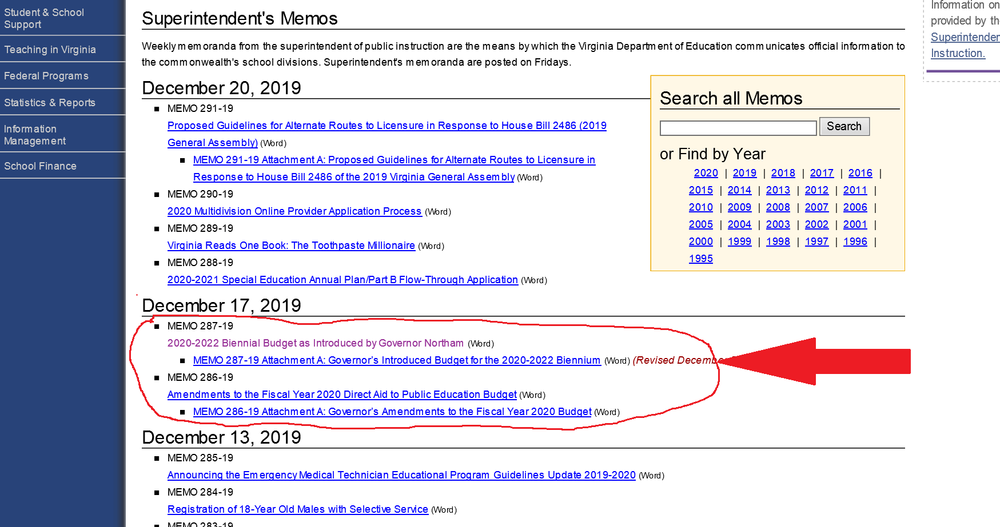 Student & School
Support
Teaching in Virginia
Federal Programs
Statistics & Reports
Information
Management
School Finance
Superintendent's Memos
Weekly memoranda from the superintendent of public instruction are the means by which the Virginia Department of Education communicates official information to
the commonwealth's school divisions. Superintendent's memoranda are posted on Fridays.
December 20, 2019
MEMO 291-19
Proposed Guidelines for Alternate Routes to Licensure in Response to House Bill 2486 (2019
General Assembly) (Word)
MEMO 291-19 Attachment A: Proposed Guidelines for Alternate Routes to Licensure in
Response to House Bill 2486 of the 2019 Virginia General Assembly (Word)
MEMO 290-19
2020 Multidivision Online Provider Application Process (Word)
MEMO 289-19
Virginia Reads One Book: The Toothpaste Millionaire (Word)
MEMO 288-19
2020-2021 Special Education Annual Plan/Part B Flow-Through Application (Word)
December 17, 2019
MEMO 287-19
2020-2022 Biennial Budget as Introduced by Governor Northam (Word)
MEMO 287-19 Attachment A: Governor’s Introduced Budget for the 2020-2022 Biennium (Word) (Revised December
MEMO 286-19
Amendments to the Fiscal Year 2020 Direct Aid to Public Education Budget (Word)
MEMO 286-19 Attachment A: Governor’s Amendments to the Fiscal Year 2020 Budget (Word)
December 13, 2019
MEMO 285-19
Announcing the Emergency Medical Technician Educational Program Guidelines Update 2019-2020 (Word)
MEMO 284-19
Registration of 18-Year Old Males with Selective Service (Word)
MEMO 283-19
Search all Memos
Search
or Find by Year
2020 | 2019 | 2018 | 2017 | 2016 |
2015 | 2014 | 2013 | 2012 | 2011 |
2010 | 2009 | 2008 | 2007 | 2006 |
2005 | 2004 | 2003 | 2002 | 2001 |
2000 | 1999 | 1998 | 1997 | 1996 |
1995
Information on
provided by th
Superintender
Instruction.